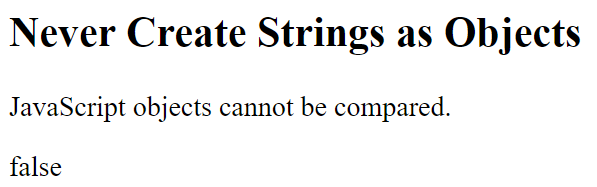 Never Create Strings as Objects
JavaScript objects cannot be compared.
false